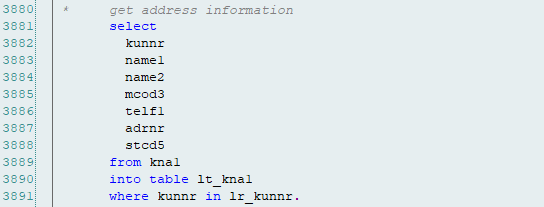 3880 * get address information
3881 select
3882 kunnr
3883 name1
3884 name2
3885 mcod3
3886 telf1
3887 adrnr
3888 stcd5
3889 from kna1
3890 into table lt_kna1
3891 where kunnr in lr_kunnr.